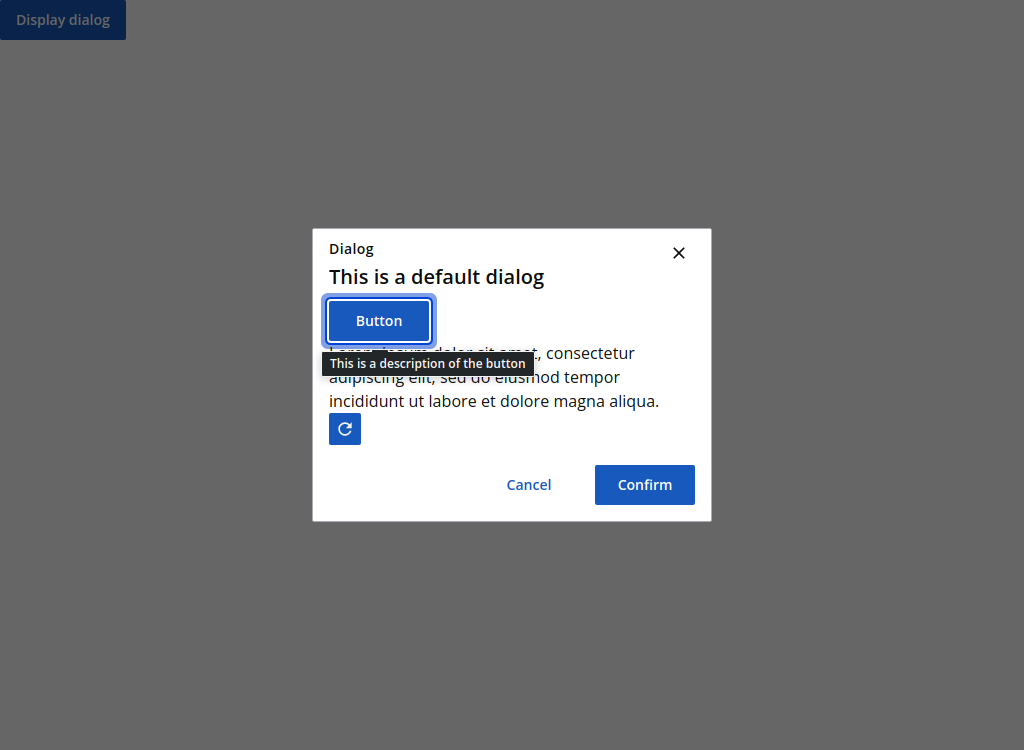 Display dialog
Dialog
This is a default dialog
Button
consectetur
This is a description of the button
adipiscing elit, sed do eiusmod tempor
incididunt ut labore et dolore magna aliqua.
Cancel
Confirm